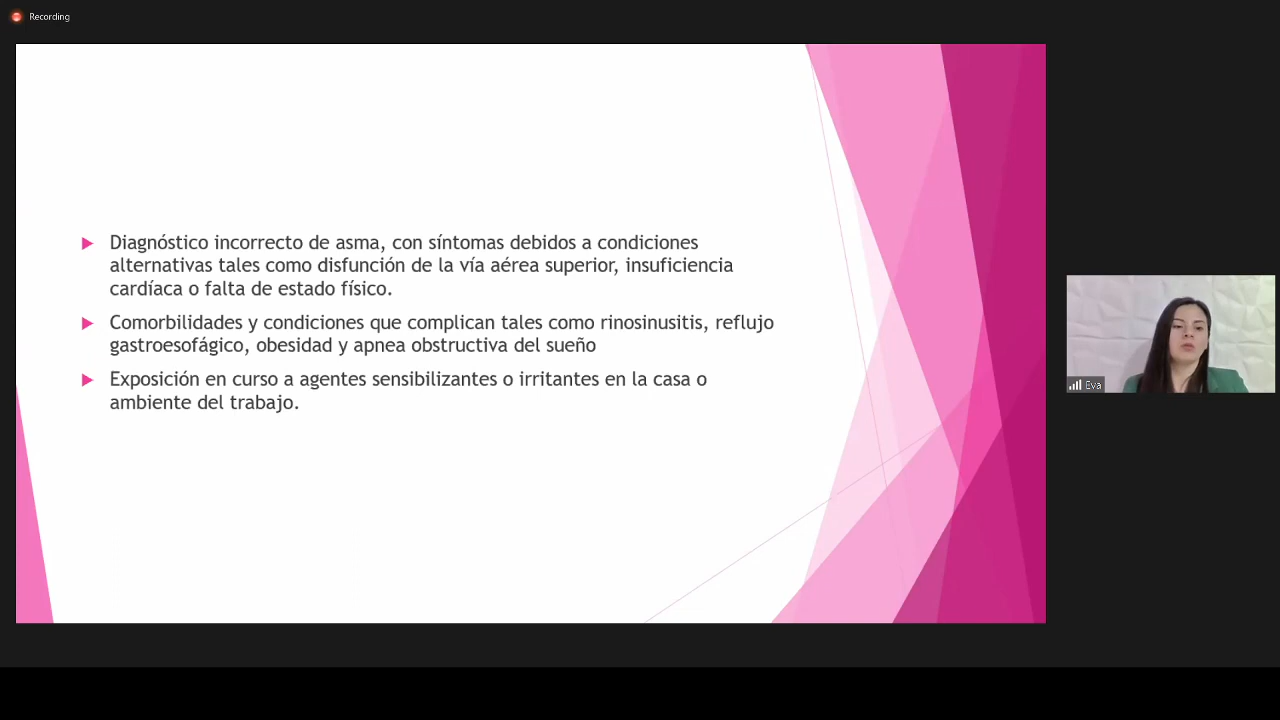 Recording
Diagnóstico incorrecto de asma, con síntomas debidos a condiciones
alternativas tales como disfunción de la vía aérea superior, insuficiencia
cardíaca o falta de estado físico.
Comorbilidades y condiciones que complican tales como rinosinusitis, reflujo
gastroesofágico, obesidad y apnea obstructiva del sueño
Exposición en curso a agentes sensibilizantes o irritantes en la casa o
ambiente del trabajo.
Eva